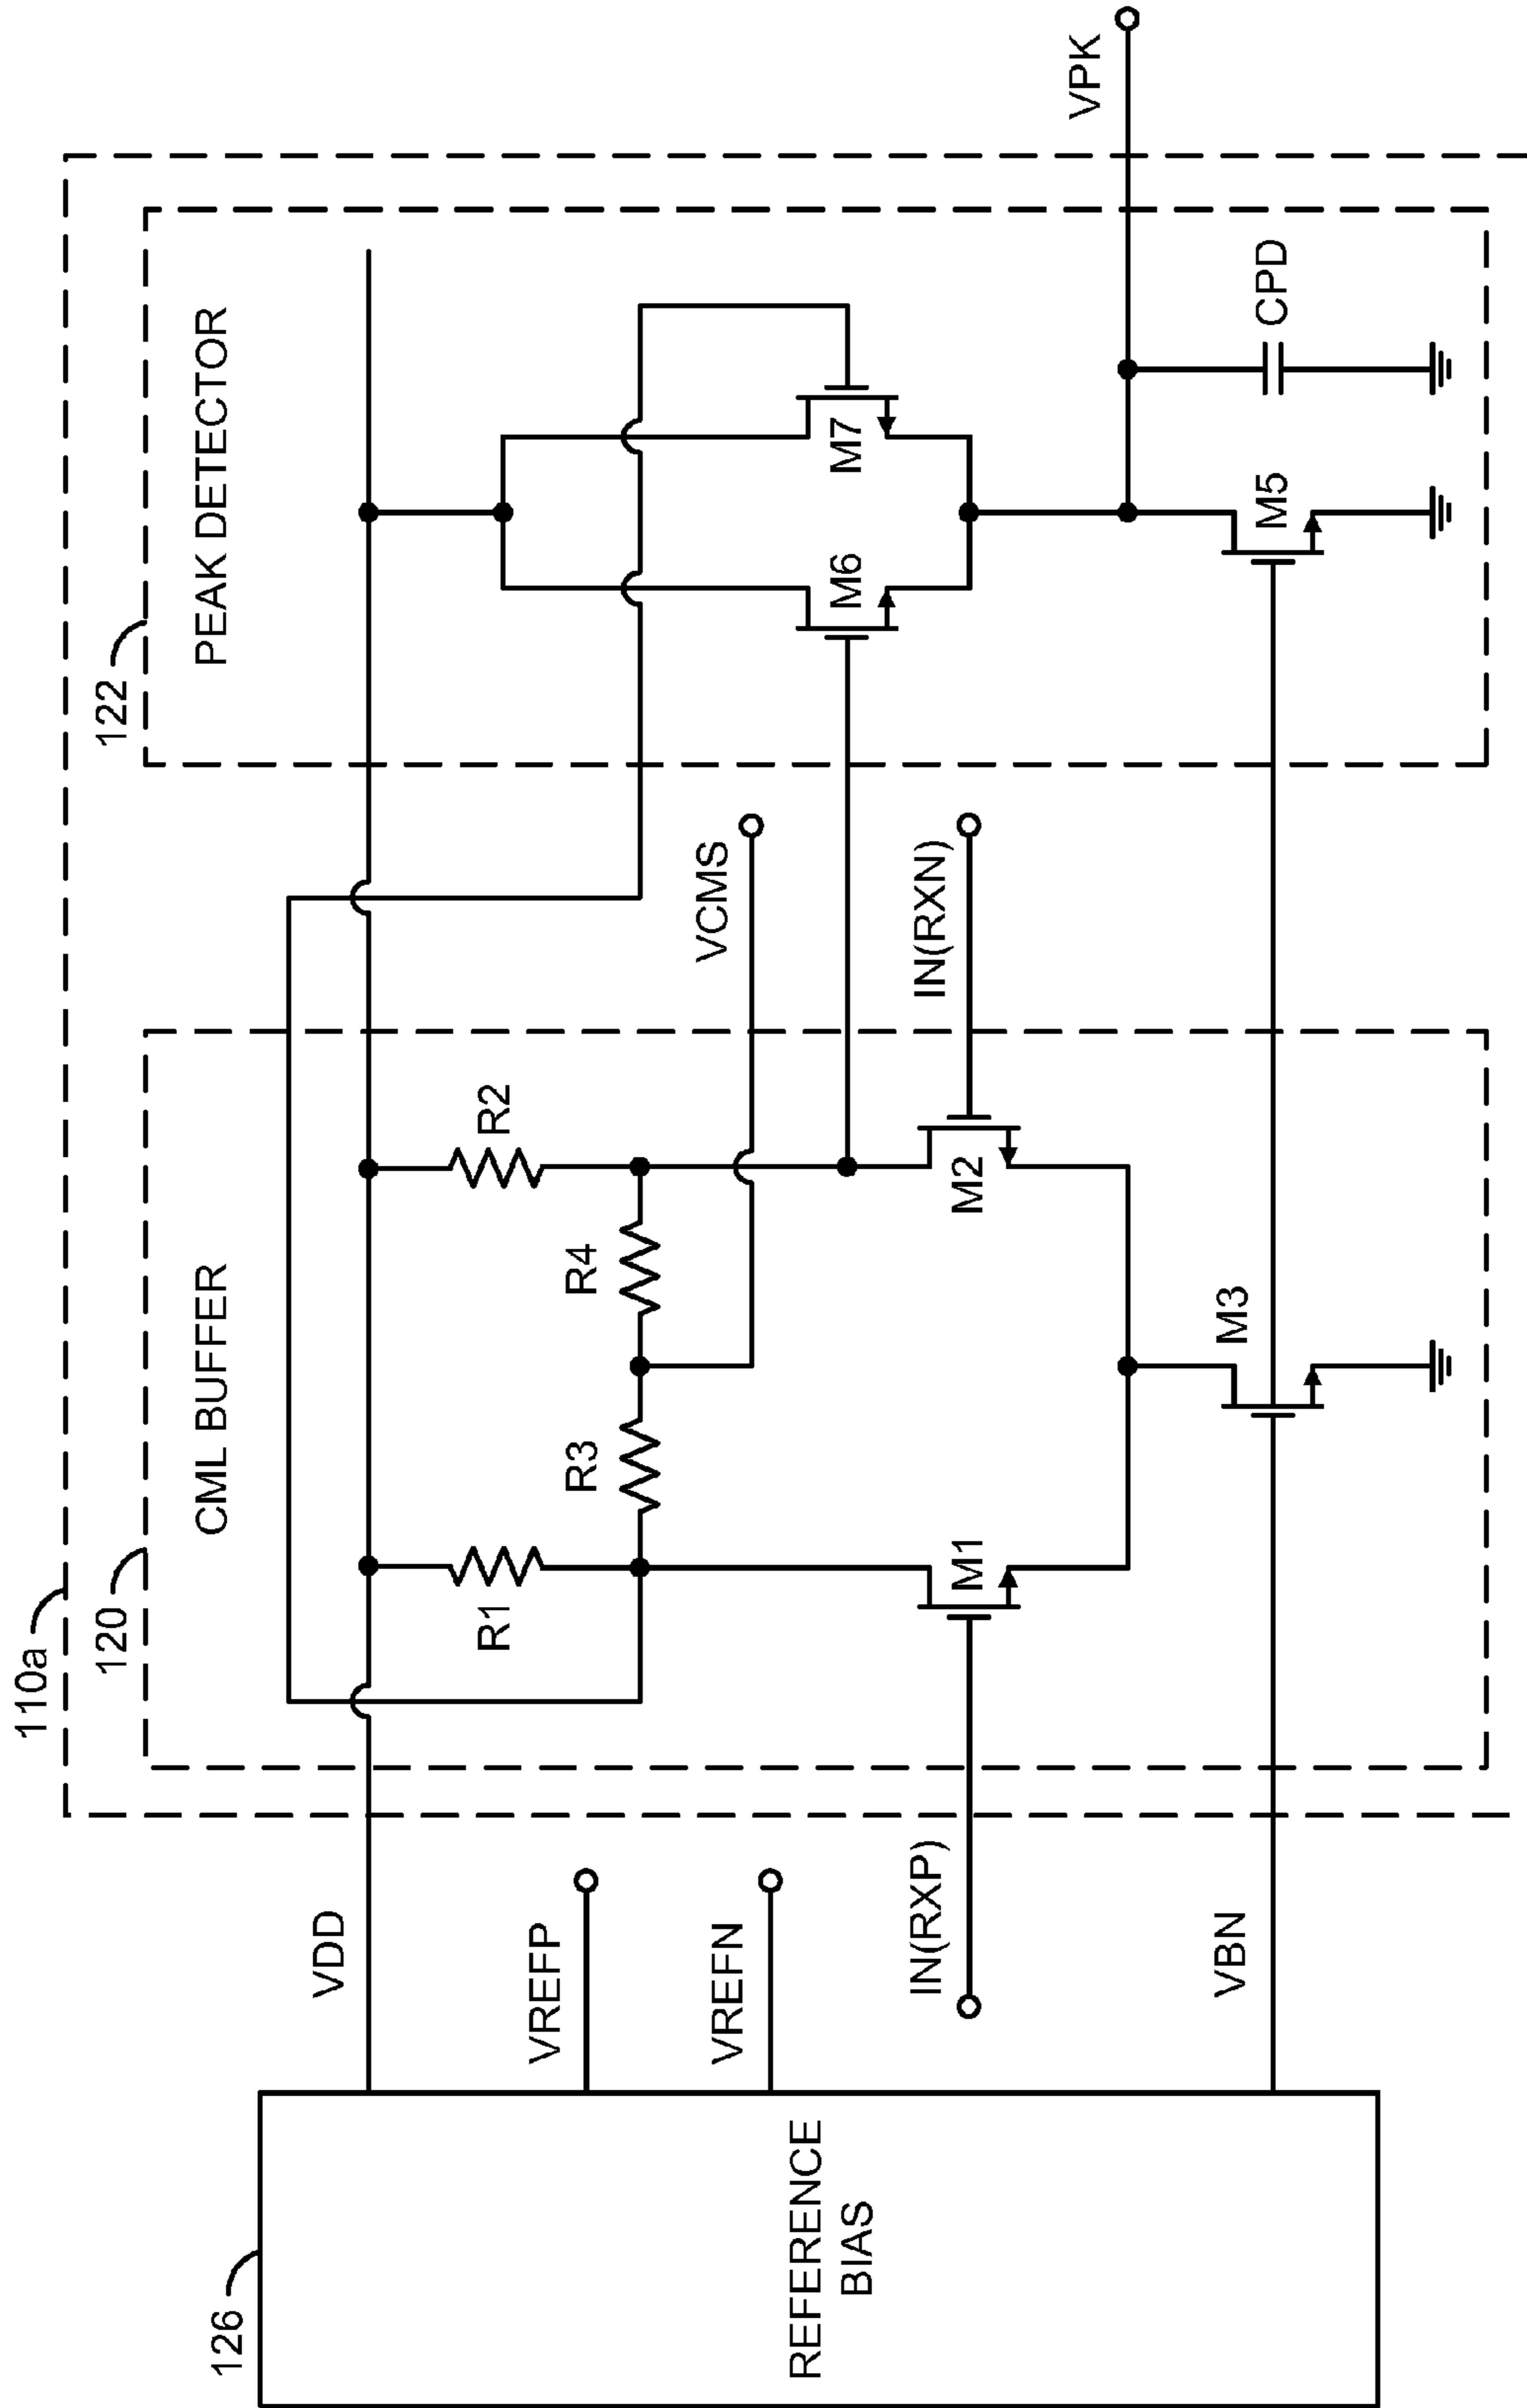 110a
120
122
CML BUFFER
PEAK DETECTOR
126
REFERENCE
BIAS
VDD
VREFP
VREFN
IN(RXP)
VBN
R1
R2
R3
R4
VCMS
M1
M2
IN(RXN)
M3
M6
M7
M5
CPD
VPK